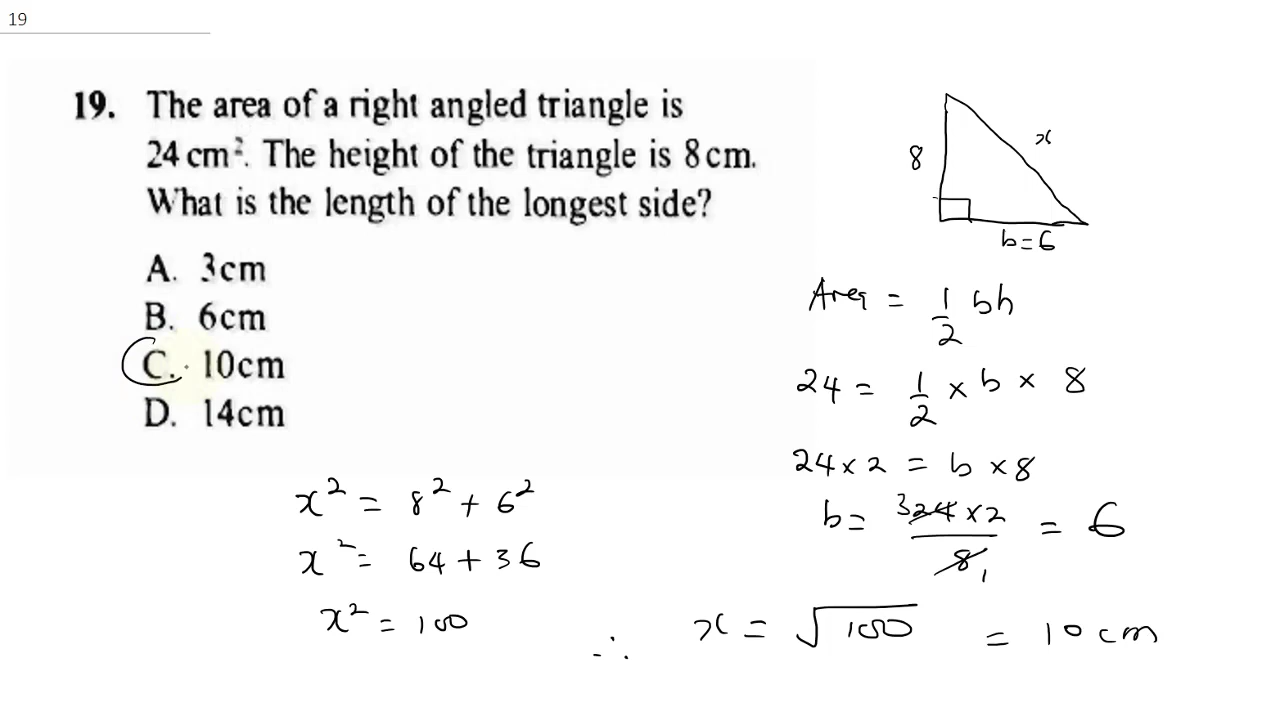 19
19. The area of a right angled triangle is
24 cm². The height of the triangle is 8 cm.
What is the length of the longest side?
A. 3cm
B. 6cm
C. 10cm
D. 14cm
8
x
b = 6
Area = 1/2 bh
24 = 1/2 × b × 8
24 × 2 = b × 8
b = 3 24 × 2 / 8 1 = 6
x² = 8² + 6²
x² = 64 + 36
x² = 100
∴ x = √100 = 10 cm